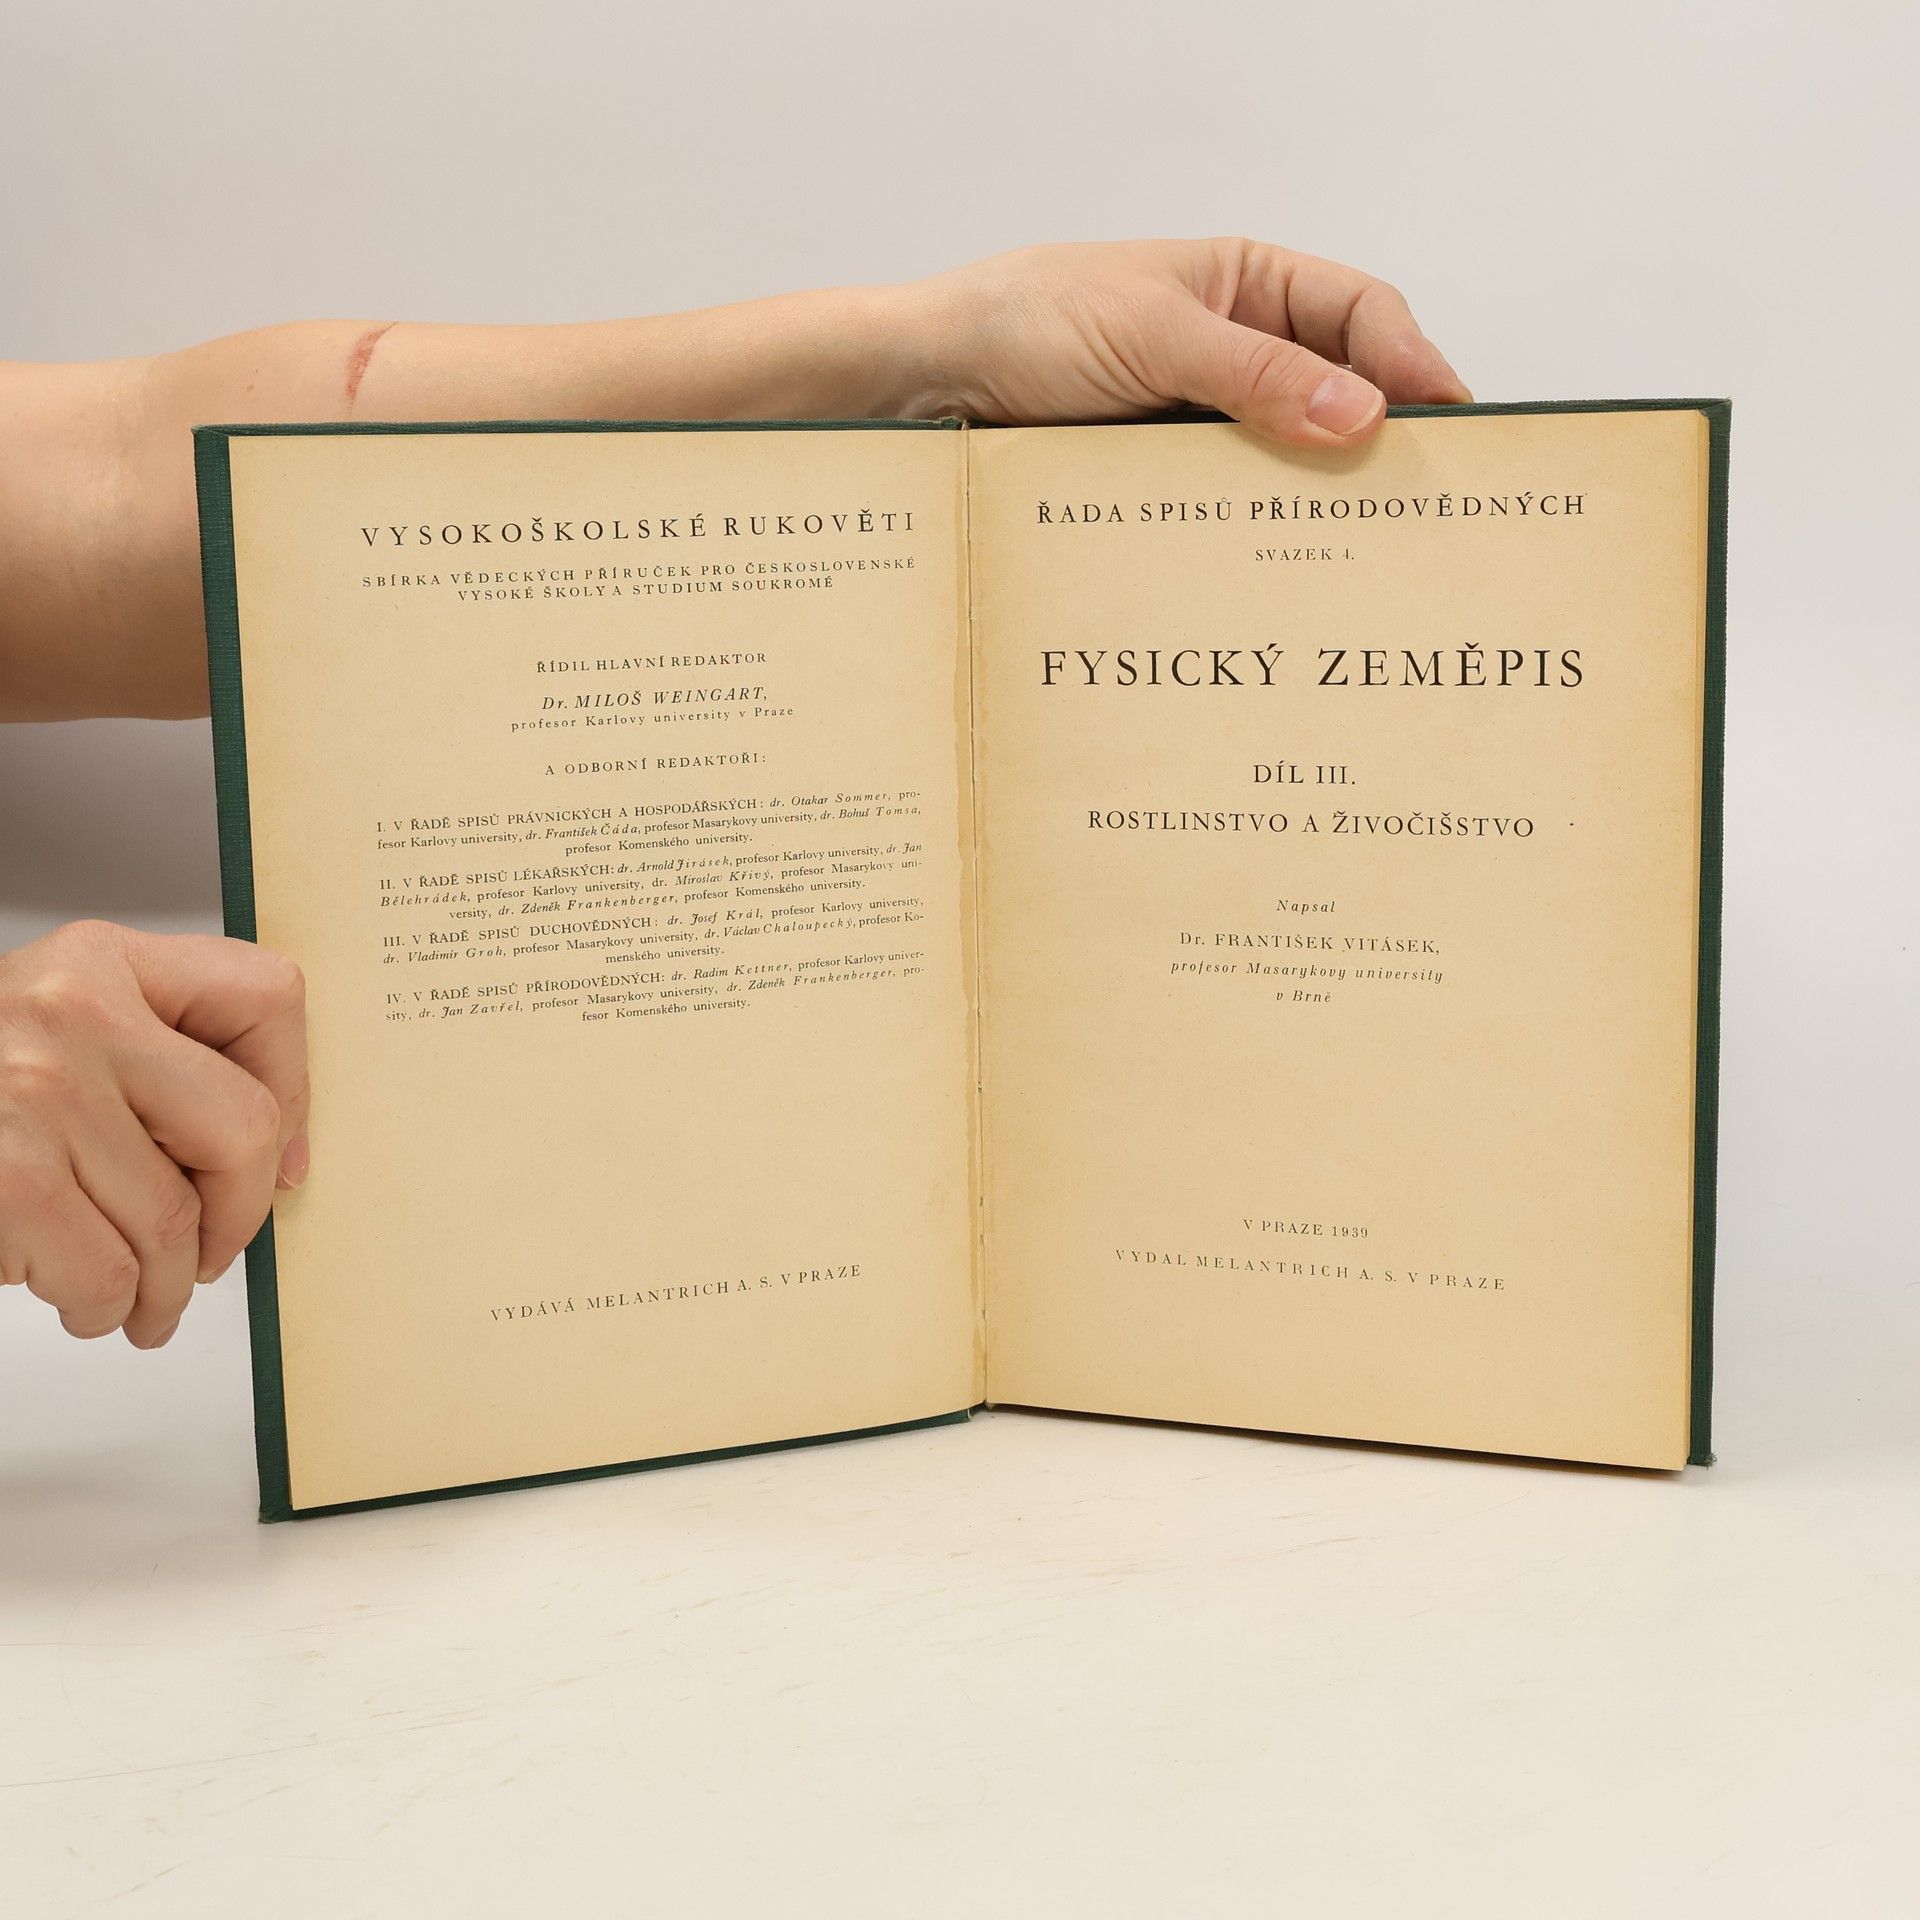 VYSOKOŠKOLSKÉ RUKOVĚTI
SBÍRKA VĚDECKÝCH PŘÍRUČEK PRO ČESKOSLOVENSKÉ
VYSOKÉ ŠKOLY A STUDIUM SOUKROMÉ
ŘÍDIL HLAVNÍ REDAKTOR
Dr. MILOŠ WEINGART,
profesor Karlovy university v Praze
A ODBORNÍ REDAKTOŘI:
I. V ŘADĚ SPISŮ PRÁVNICKÝCH A HOSPODÁŘSKÝCH: dr. Otakar Sommer, pro-
fesor Karlovy university, dr. František Čáda, profesor Masarykovy university, dr. Bohuš Tomsa,
profesor Komenského university.
II. V ŘADĚ SPISŮ LÉKAŘSKÝCH: dr. Arnold Jirásek, profesor Karlovy university, dr. Jan
Bělehrádek, profesor Karlovy university, dr. Miroslav Křivý, profesor Masarykovy uni-
versity, dr. Zdeněk Frankenberger, profesor Komenského university.
III. V ŘADĚ SPISŮ DUCHOVĚDNÝCH: dr. Josef Král, profesor Karlovy university,
dr. Vladimír Groh, profesor Masarykovy university, dr. Václav Chaloupecký, profesor Ko-
menského university.
IV. V ŘADĚ SPISŮ PŘÍRODOVĚDNÝCH: dr. Radim Kettner, profesor Karlovy univer-
sity, dr. Jan Zavřel, profesor Masarykovy university, dr. Zdeněk Frankenberger, pro-
fesor Komenského university.
VYDÁVÁ MELANTRICH A. S. V PRAZE
ŘADA SPISŮ PŘÍRODOVĚDNÝCH
SVAZEK 4.
FYSICKÝ ZEMĚPIS
DÍL III.
ROSTLINSTVO A ŽIVOČIŠSTVO
Napsal
Dr. FRANTIŠEK VITÁSEK,
profesor Masarykovy university
v Brně
V PRAZE 1939
VYDAL MELANTRICH A. S. V PRAZE